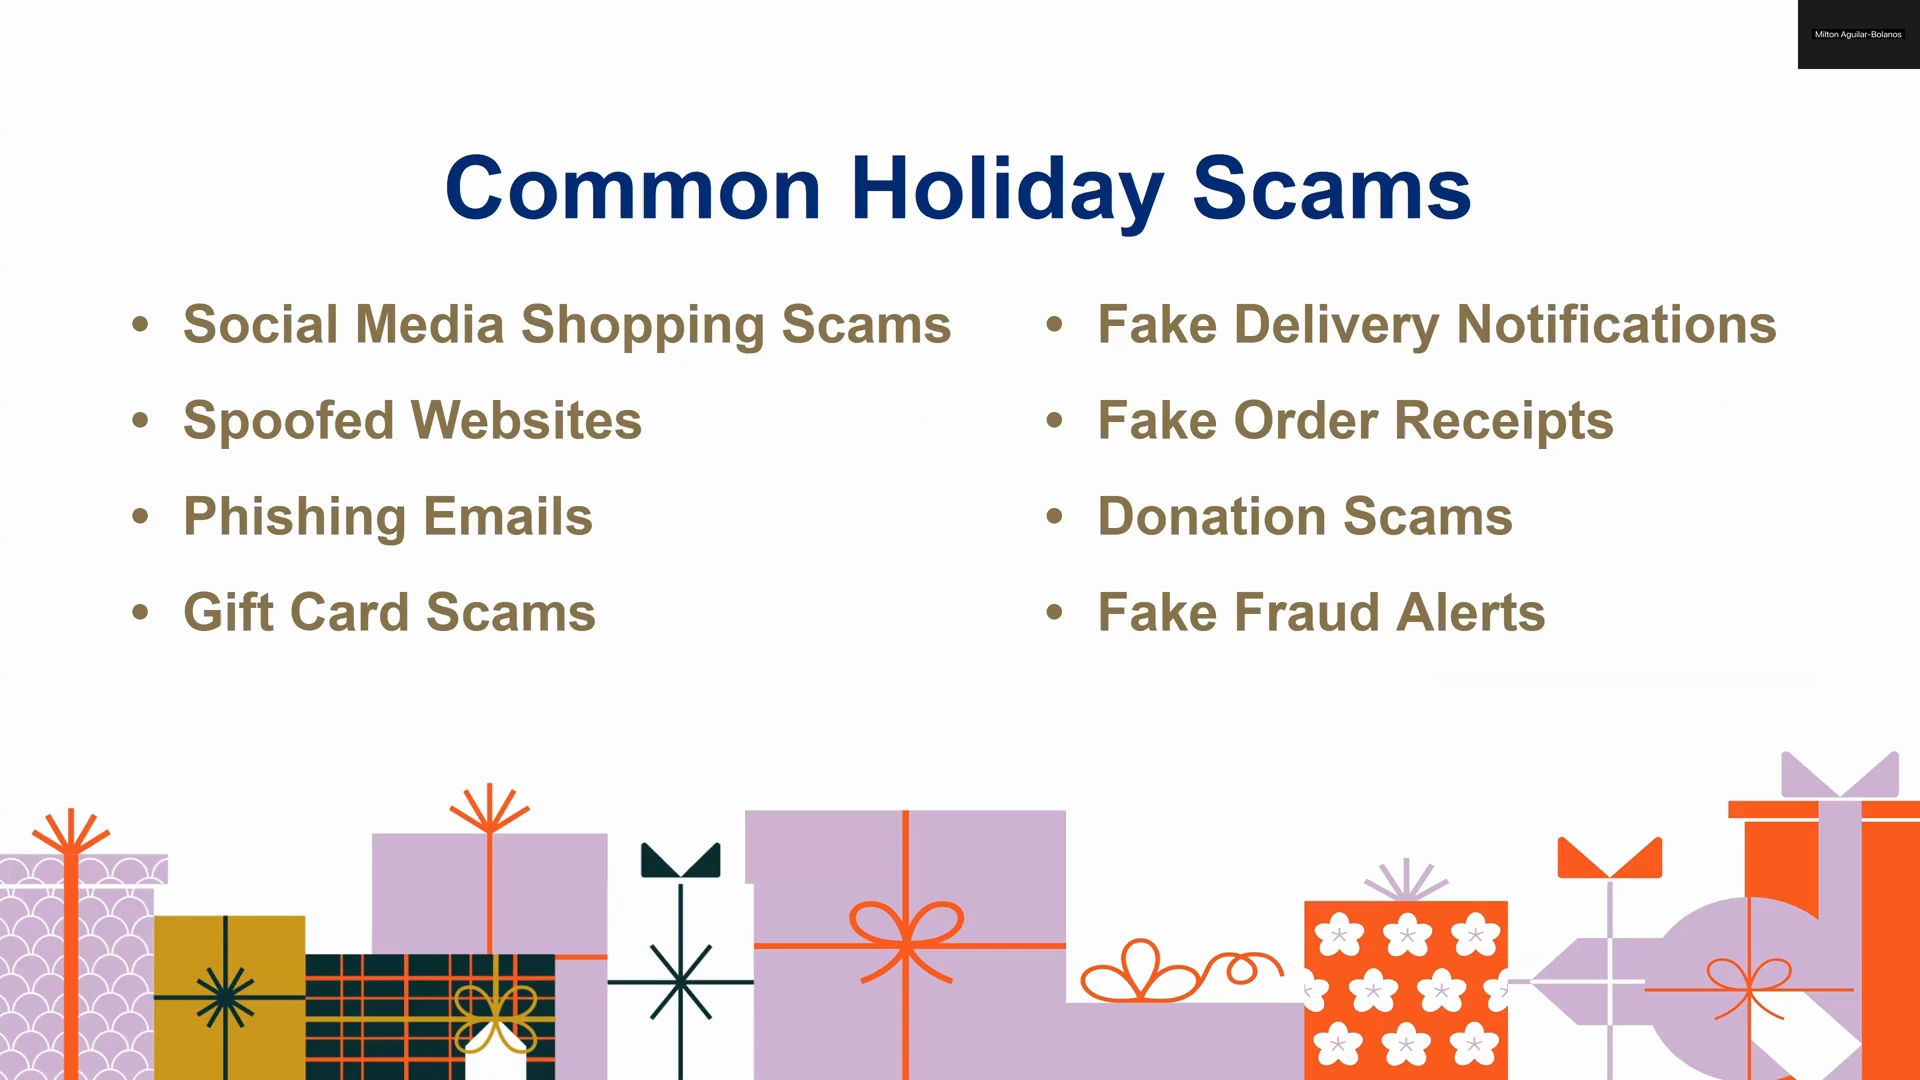 Milton Aguilar-Bolanos
Common Holiday Scams
• Social Media Shopping Scams
• Spoofed Websites
• Phishing Emails
• Gift Card Scams
• Fake Delivery Notifications
• Fake Order Receipts
• Donation Scams
• Fake Fraud Alerts